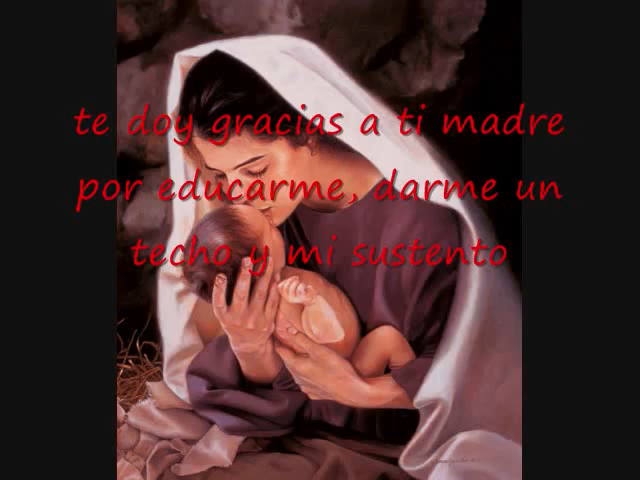 te doy gracias a ti madre
por educarme, darme un
techo y mi sustento